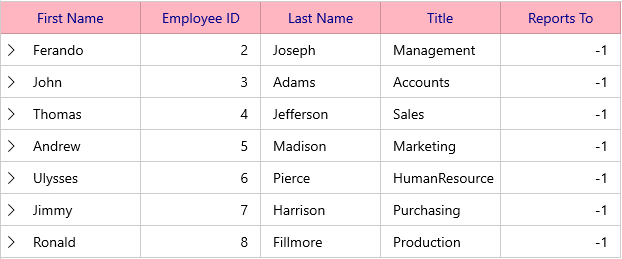 First Name Employee ID Last Name Title Reports To
Ferando 2 Joseph Management -1
John 3 Adams Accounts -1
Thomas 4 Jefferson Sales -1
Andrew 5 Madison Marketing -1
Ulysses 6 Pierce HumanResource -1
Jimmy 7 Harrison Purchasing -1
Ronald 8 Fillmore Production -1